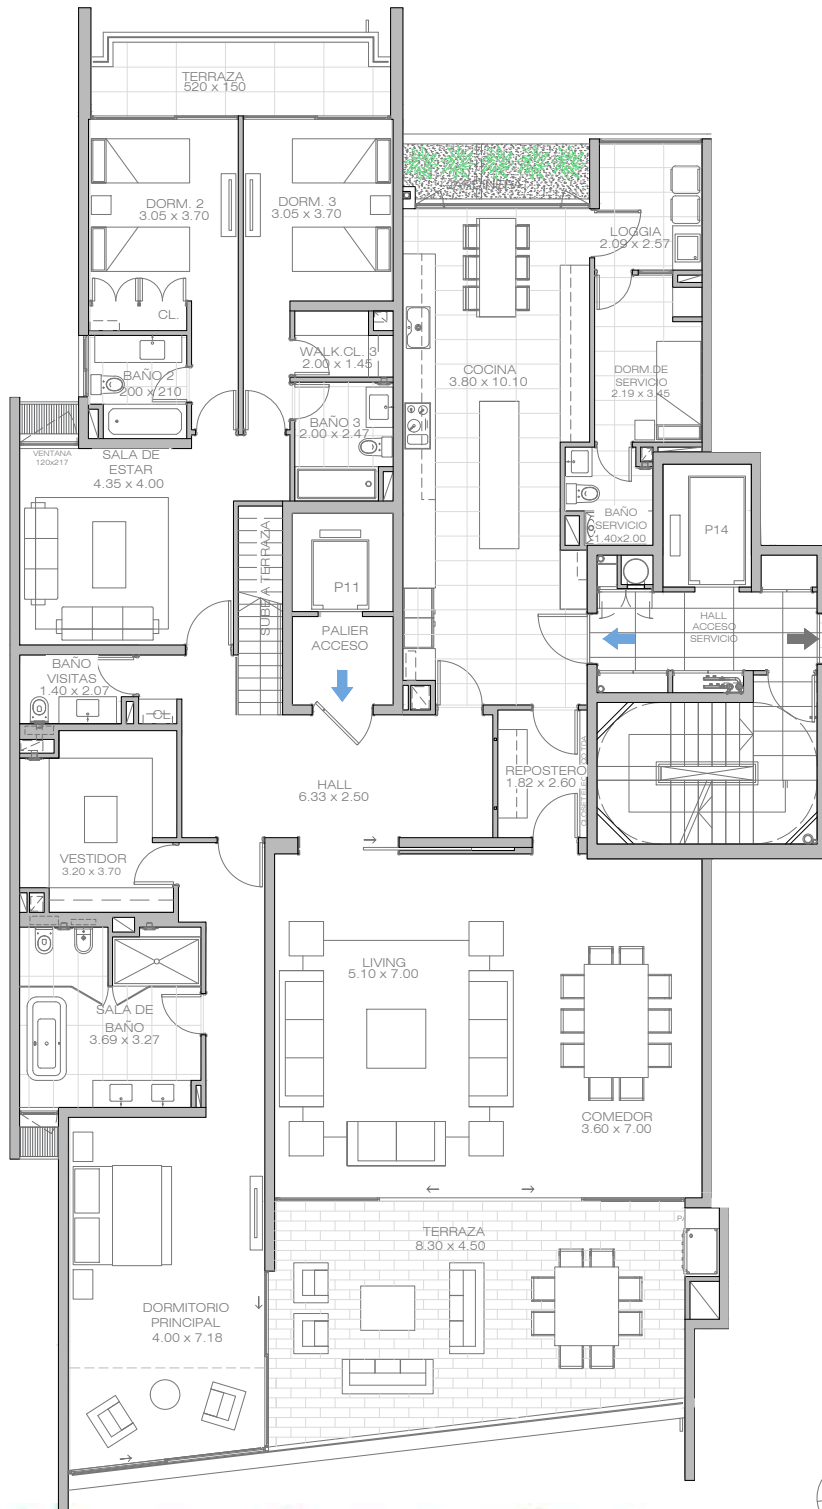 TERRAZA
520 x 150
DORM. 2
3.05 x 3.70
DORM. 3
3.05 x 3.70
CL.
LOGGIA
2.09 x 2.57
WALK.CL. 3
2.00 x 1.45
COCINA
3.80 x 10.10
DORM.DE
SERVICIO
2.19 x 3.45
BAÑO 2
200 x 210
BAÑO 3
2.00 x 2.47
VENTANA
120x217
SALA DE
ESTAR
4.35 x 4.00
BAÑO
SERVICIO
1.40x2.00
P14
SUBE A TERRAZA
P11
PALIER
ACCESO
HALL
ACCESO
SERVICIO
BAÑO
VISITAS
1.40 x 2.07
CL
HALL
6.33 x 2.50
REPOSTERO
1.82 x 2.60
VESTIDOR
3.20 x 3.70
LIVING
5.10 x 7.00
SALA DE
BAÑO
3.69 x 3.27
COMEDOR
3.60 x 7.00
TERRAZA
8.30 x 4.50
DORMITORIO
PRINCIPAL
4.00 x 7.18